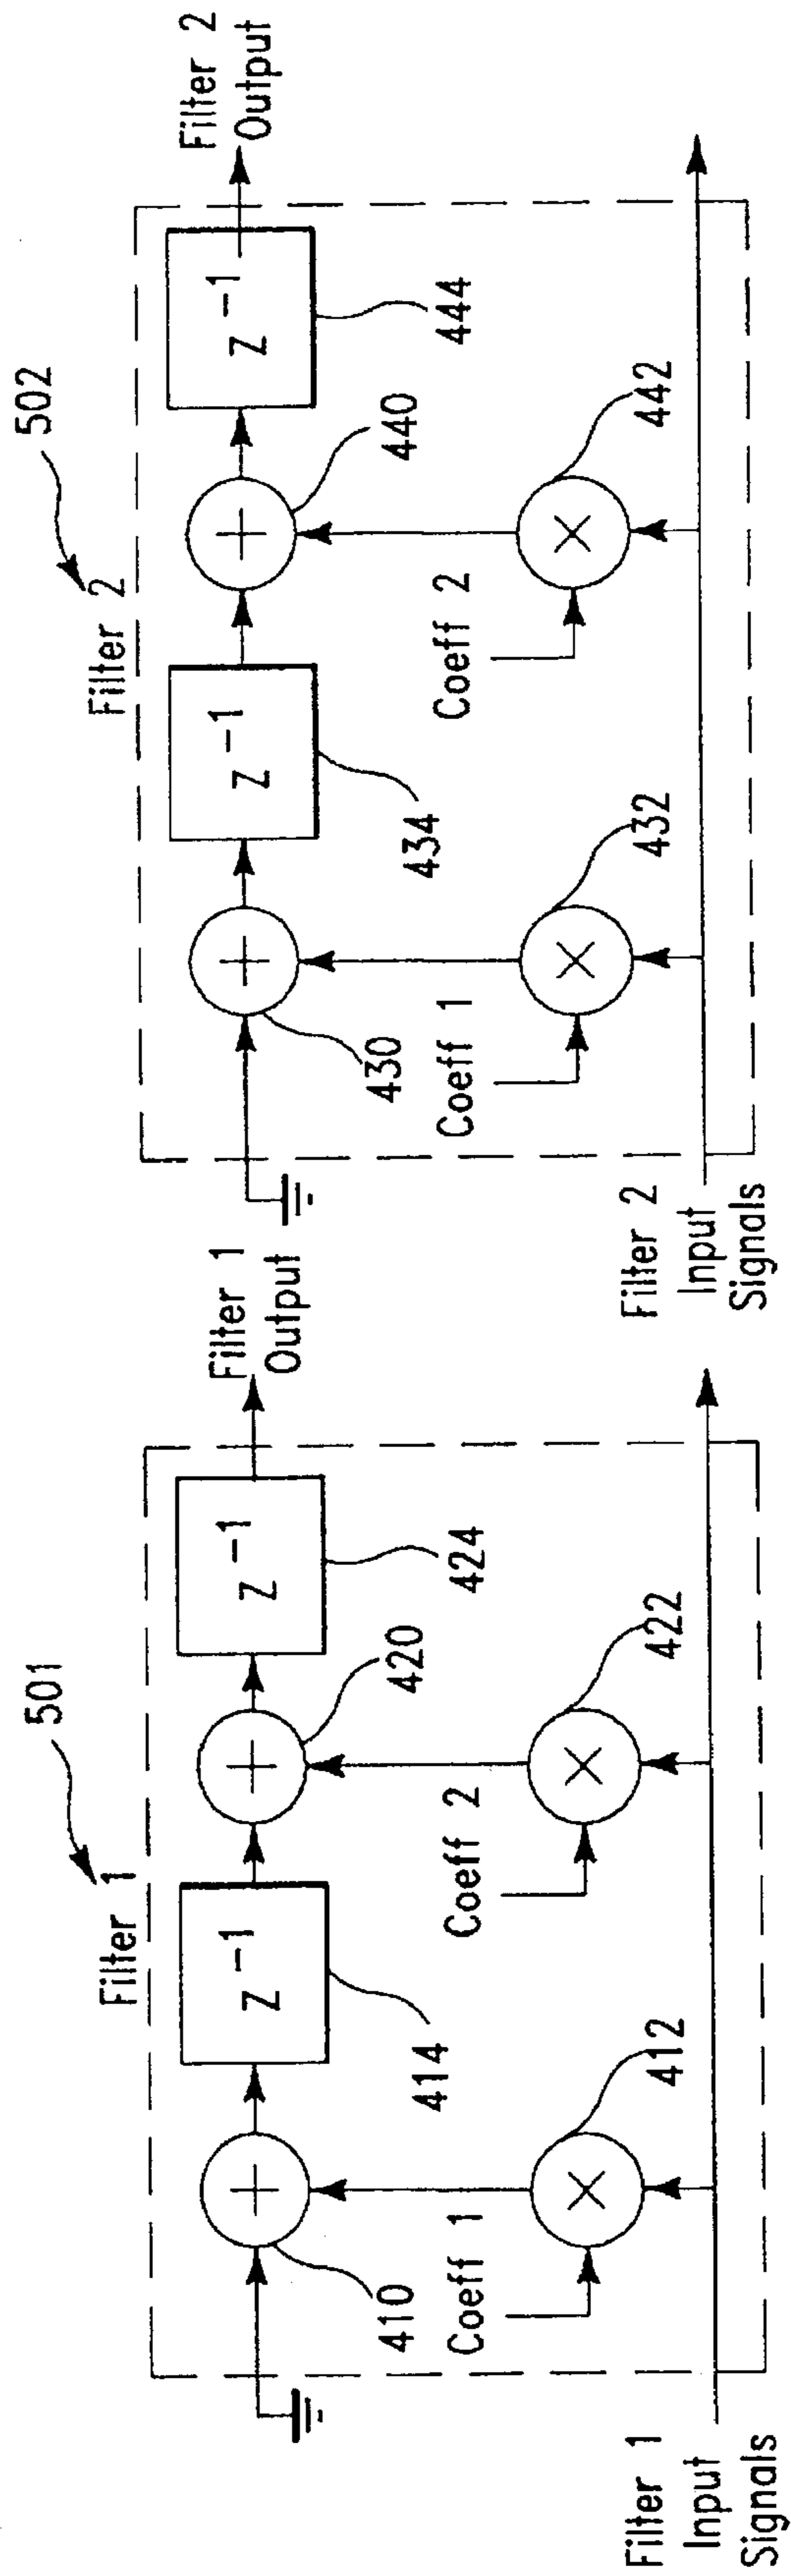 501
Filter 1
z⁻¹
z⁻¹
Filter 1
Output
410
414
420
424
Coeff 1
Coeff 2
412
422
Filter 1
Input
Signals
502
Filter 2
z⁻¹
z⁻¹
Filter 2
Output
430
434
440
444
Coeff 1
Coeff 2
432
442
Filter 2
Input
Signals